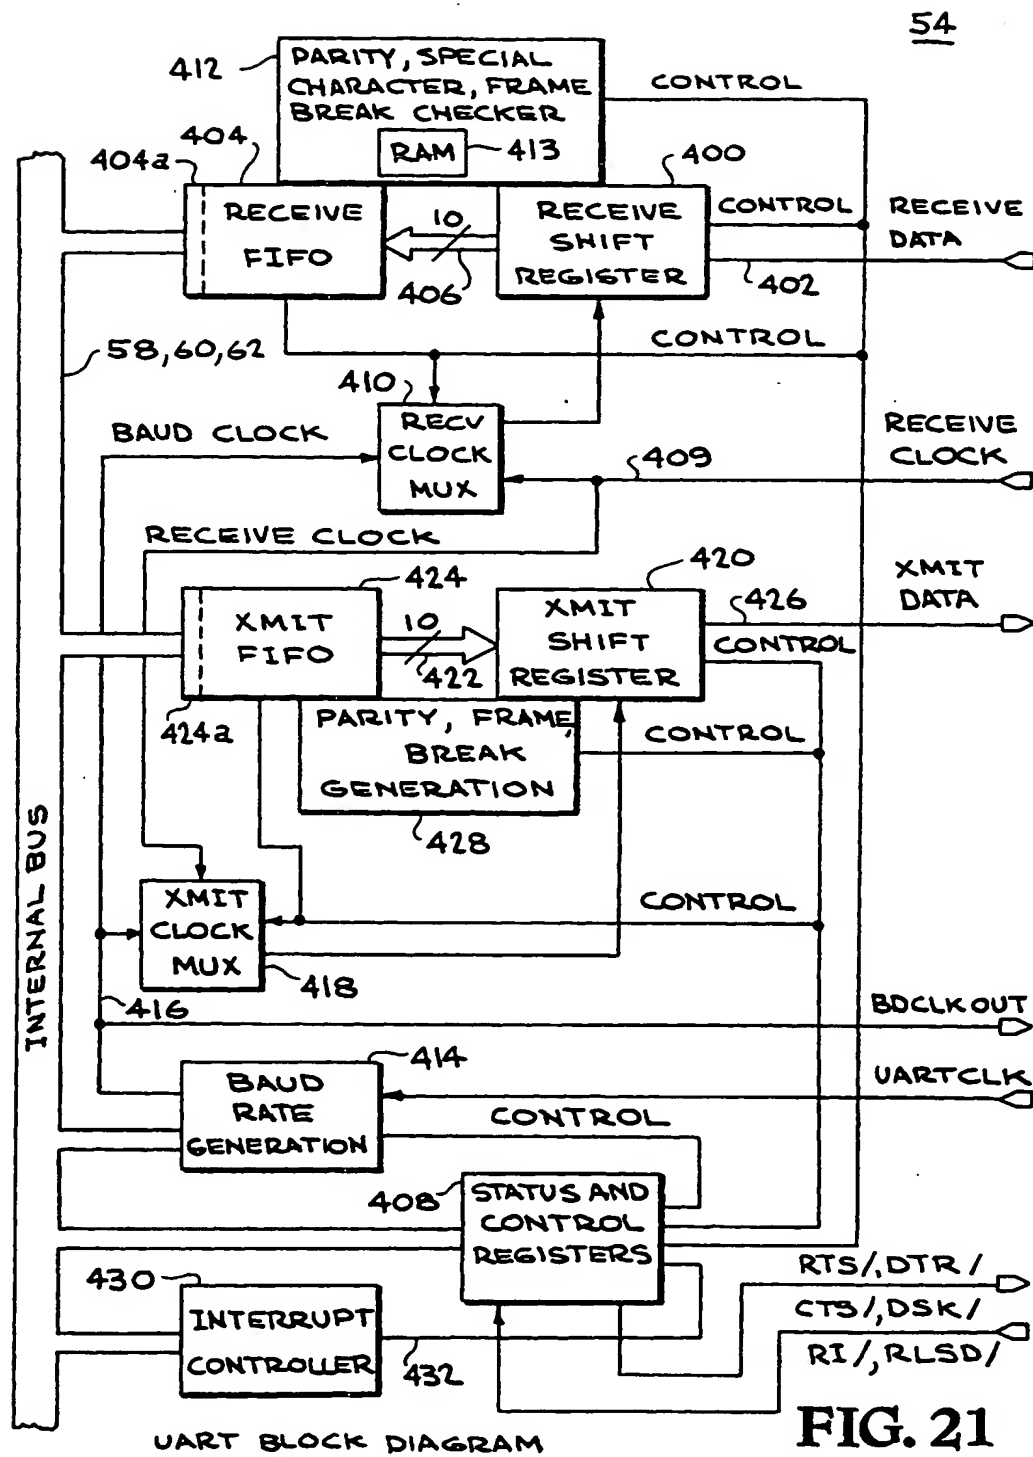 54
412
PARITY, SPECIAL
CHARACTER, FRAME
BREAK CHECKER
RAM
413
CONTROL
404
404a
400
RECEIVE
FIFO
10
406
RECEIVE
SHIFT
REGISTER
CONTROL
RECEIVE
DATA
402
58,60,62
CONTROL
410
RECV
CLOCK
MUX
BAUD CLOCK
RECEIVE
CLOCK
409
RECEIVE CLOCK
424
420
XMIT
DATA
XMIT
FIFO
10
422
XMIT
SHIFT
REGISTER
426
CONTROL
424a
PARITY, FRAME,
BREAK
GENERATION
CONTROL
428
INTERNAL BUS
XMIT
CLOCK
MUX
CONTROL
418
416
BDCLKOUT
414
BAUD
RATE
GENERATION
UARTCLK
CONTROL
408
STATUS AND
CONTROL
REGISTERS
430
INTERRUPT
CONTROLLER
432
RTS/,DTR/
CTS/,DSK/
RI/,RLSD/
UART BLOCK DIAGRAM
FIG. 21